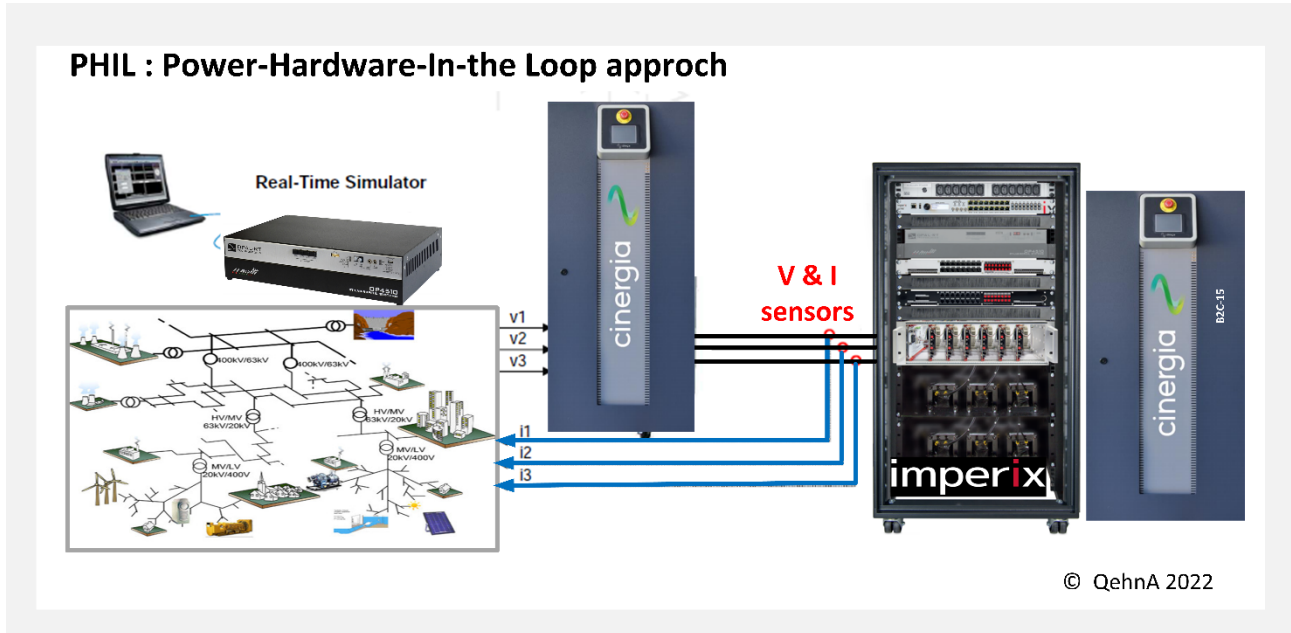 PHIL : Power-Hardware-In-the Loop approch
Real-Time Simulator
OP4510
V & I
sensors
v1
v2
v3
i1
i2
i3
400kV/63kV
400kV/63kV
HV/MV
63kV/20kV
HV/MV
63kV/20kV
MV/LV
20kV/400V
MV/LV
20kV/400V
cinergia
imperix
cinergia
B2C-15
© QehnA 2022